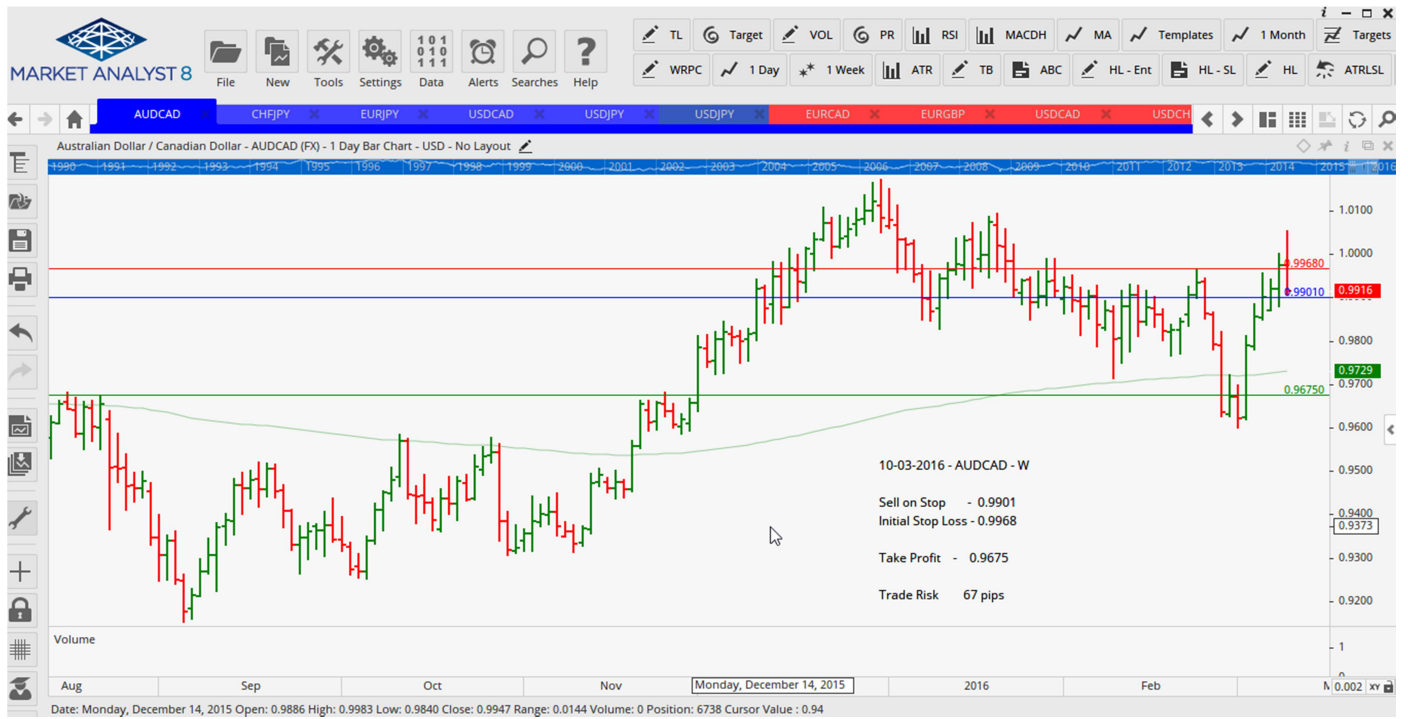 i
MARKET ANALYST 8
File
New
Tools
Settings
101
010
111
Data
Alerts
Searches
?
Help
TL
Target
VOL
PR
RSI
MACDH
MA
Templates
1 Month
Targets
WRPC
1 Day
1 Week
ATR
TB
ABC
HL - Ent
HL - SL
HL
ATRLSL
AUDCAD
CHFJPY
EURJPY
USDCAD
USDJPY
USDJPY
EURCAD
EURGBP
USDCAD
USDCH
Australian Dollar / Canadian Dollar - AUDCAD (FX) - 1 Day Bar Chart - USD - No Layout
1990 1991 1992 1993 1994 1995 1996 1997 1998 1999 2000 2001 2002 2003 2004 2005 2006 2007 2008 2009 2010 2011 2012 2013 2014 2015 2016
1.0100
1.0000
0.99680
0.99010
0.9916
0.9800
0.9729
0.9700
0.96750
0.9600
0.9500
0.9400
0.9373
0.9300
0.9200
10-03-2016 - AUDCAD - W
Sell on Stop - 0.9901
Initial Stop Loss - 0.9968
Take Profit - 0.9675
Trade Risk 67 pips
Volume
1
Aug Sep Oct Nov Monday, December 14, 2015 2016 Feb
0.002 XY
Date: Monday, December 14, 2015 Open: 0.9886 High: 0.9983 Low: 0.9840 Close: 0.9947 Range: 0.0144 Volume: 0 Position: 6738 Cursor Value : 0.94